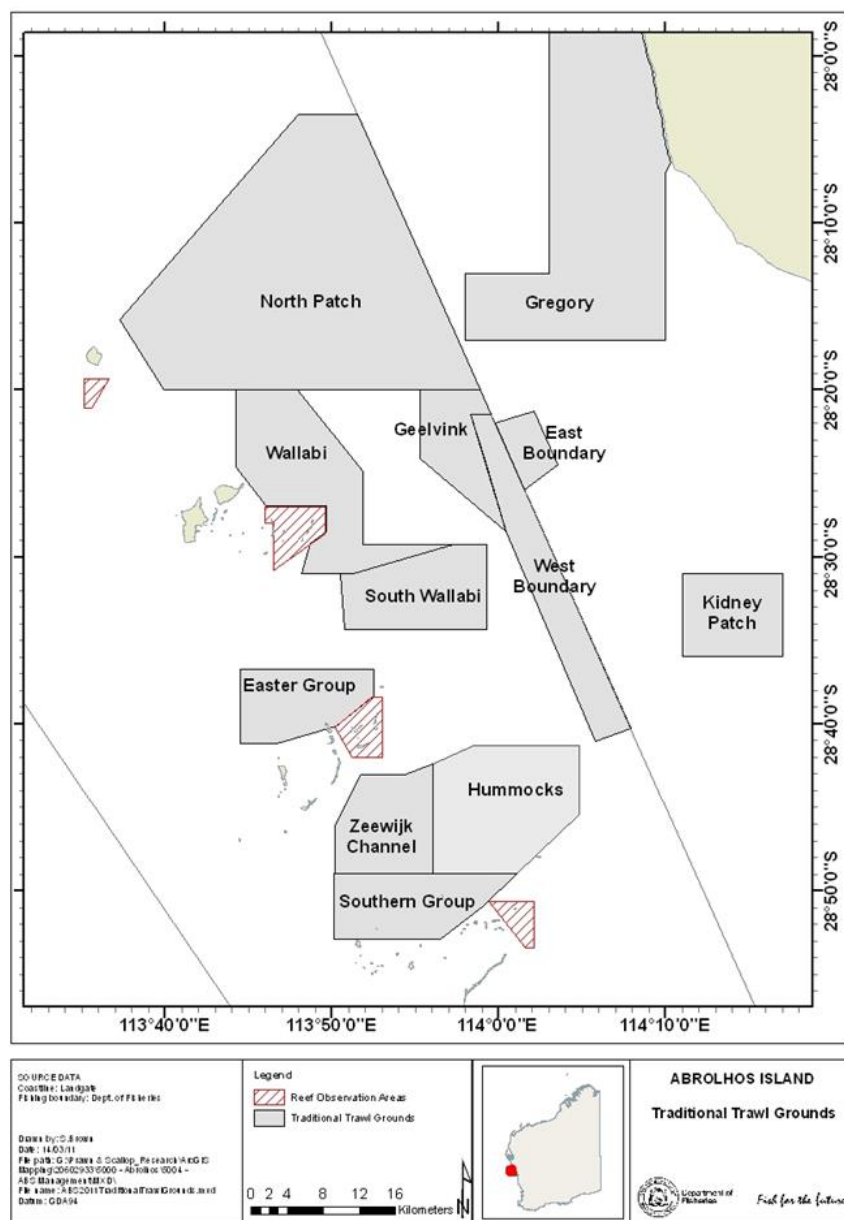 28°0'0"S
28°10'0"S
North Patch
Gregory
28°20'0"S
Geelvink
East
Boundary
Wallabi
28°30'0"S
West
Boundary
South Wallabi
Kidney
Patch
Easter Group
28°40'0"S
Hummocks
Zeewijk
Channel
28°50'0"S
Southern Group
113°40'0"E
113°50'0"E
114°0'0"E
114°10'0"E
SOURCE DATA
Coastline: Landgate
Fishing boundary: Dept. of Fisheries
Drawn by: S.Brown
Date: 14/03/11
Datum: GDA94
Legend
Reef Observation Areas
Traditional Trawl Grounds
0 2 4 8 12 16
Kilometers
N
ABROLHOS ISLAND
Traditional Trawl Grounds
Department of
Fisheries
Fish for the future